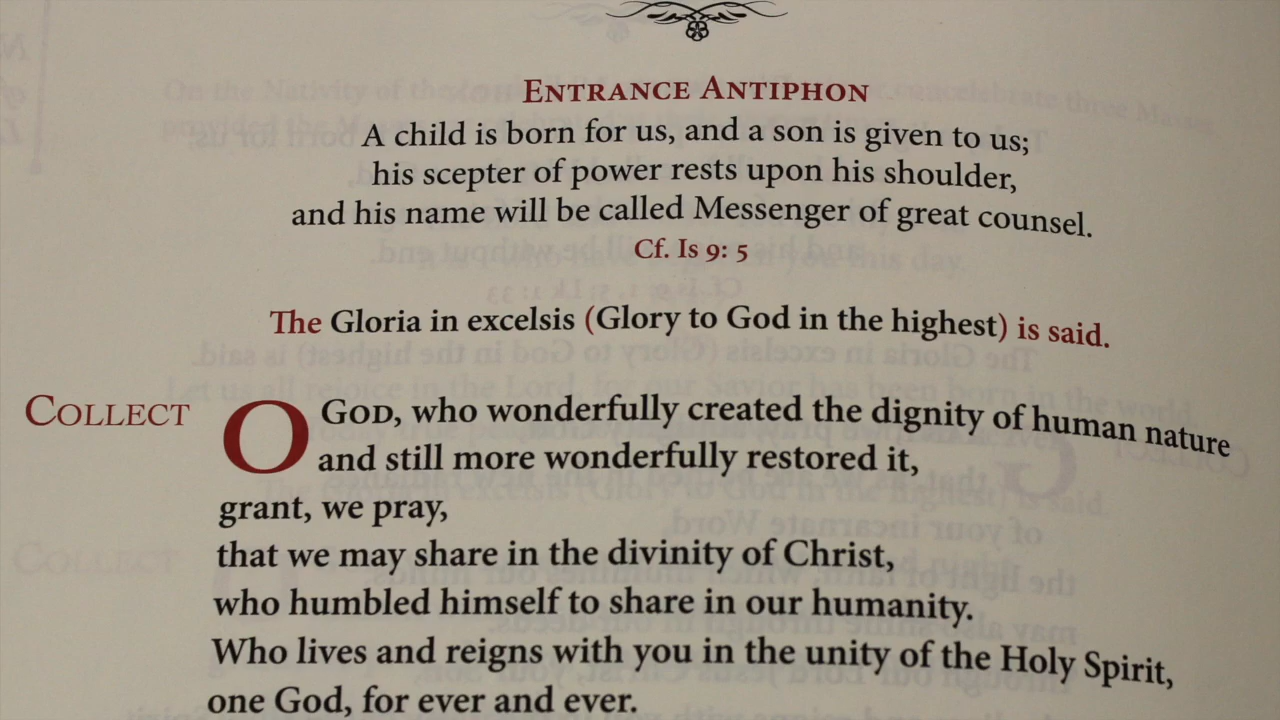 ENTRANCE ANTIPHON
A child is born for us, and a son is given to us;
his scepter of power rests upon his shoulder,
and his name will be called Messenger of great counsel.
Cf. Is 9: 5
The Gloria in excelsis (Glory to God in the highest) is said.
COLLECT
O GOD, who wonderfully created the dignity of human nature
and still more wonderfully restored it,
grant, we pray,
that we may share in the divinity of Christ,
who humbled himself to share in our humanity.
Who lives and reigns with you in the unity of the Holy Spirit,
one God, for ever and ever.